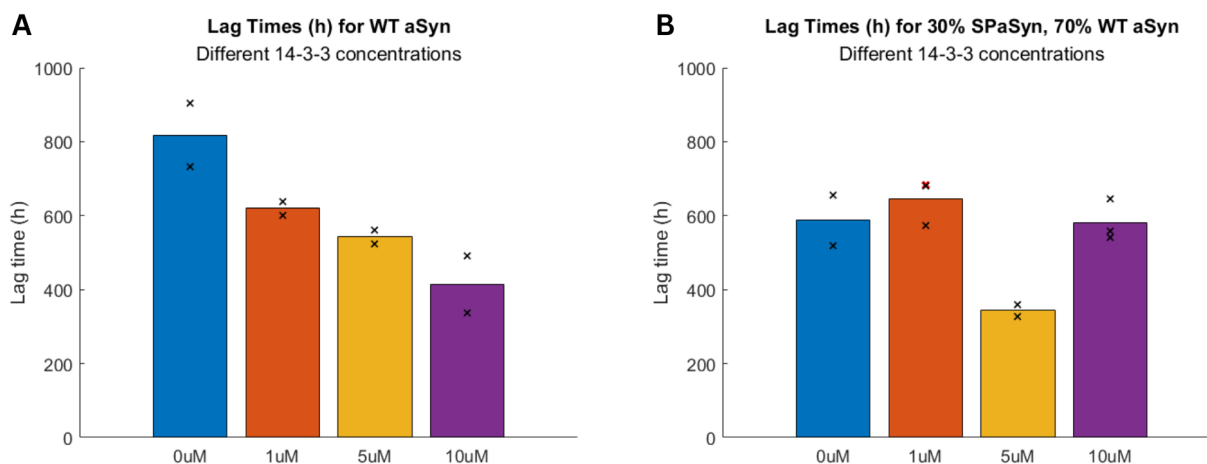 A
Lag Times (h) for WT aSyn
Different 14-3-3 concentrations
Lag time (h)
1000
800
600
400
200
0
0uM 1uM 5uM 10uM
B
Lag Times (h) for 30% SPaSyn, 70% WT aSyn
Different 14-3-3 concentrations
Lag time (h)
1000
800
600
400
200
0
0uM 1uM 5uM 10uM